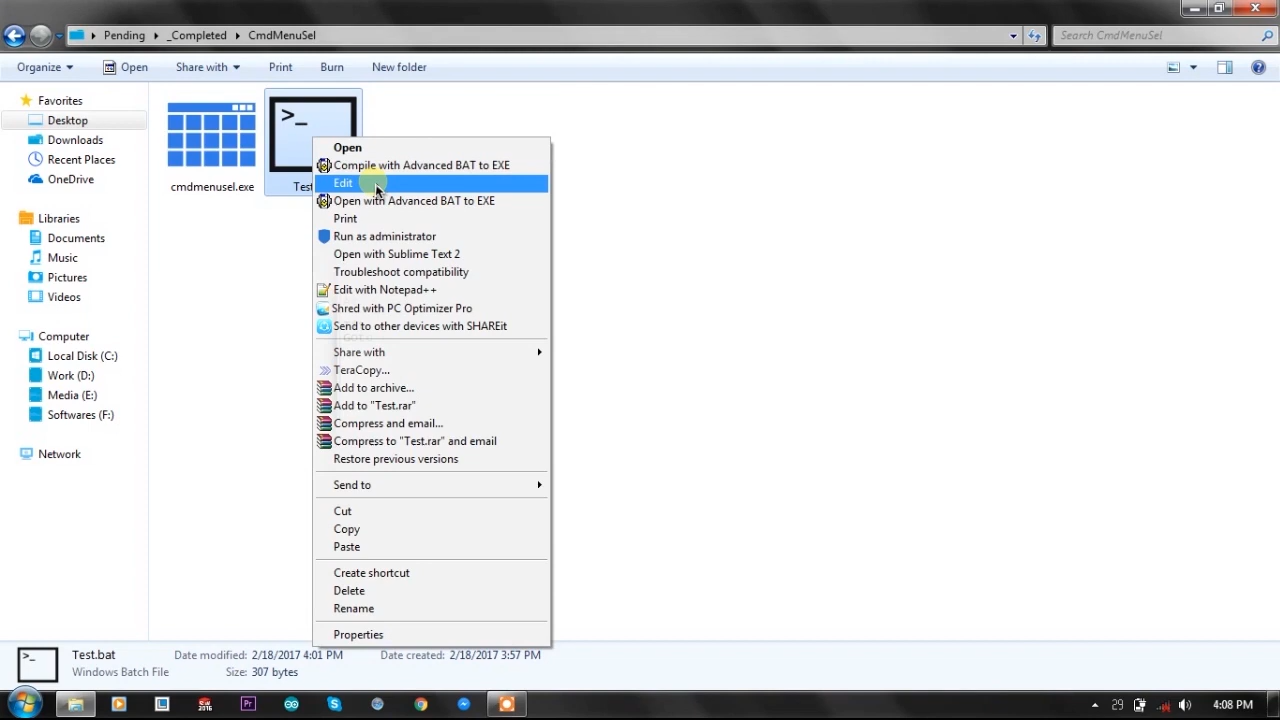 Pending
_Completed
CmdMenuSel
Search CmdMenuSel
Organize
Open
Share with
Print
Burn
New folder
Favorites
Desktop
Downloads
Recent Places
OneDrive
Libraries
Documents
Music
Pictures
Videos
Computer
Local Disk (C:)
Work (D:)
Media (E:)
Softwares (F:)
Network
cmdmenusel.exe
>_
Test
Open
Compile with Advanced BAT to EXE
Edit
Open with Advanced BAT to EXE
Print
Run as administrator
Open with Sublime Text 2
Troubleshoot compatibility
Edit with Notepad++
Shred with PC Optimizer Pro
Send to other devices with SHAREit
Share with
TeraCopy...
Add to archive...
Add to "Test.rar"
Compress and email...
Compress to "Test.rar" and email
Restore previous versions
Send to
Cut
Copy
Paste
Create shortcut
Delete
Rename
Properties
>_
Test.bat
Date modified: 2/18/2017 4:01 PM
Date created: 2/18/2017 3:57 PM
Windows Batch File
Size: 307 bytes
Pr
29
4:08 PM